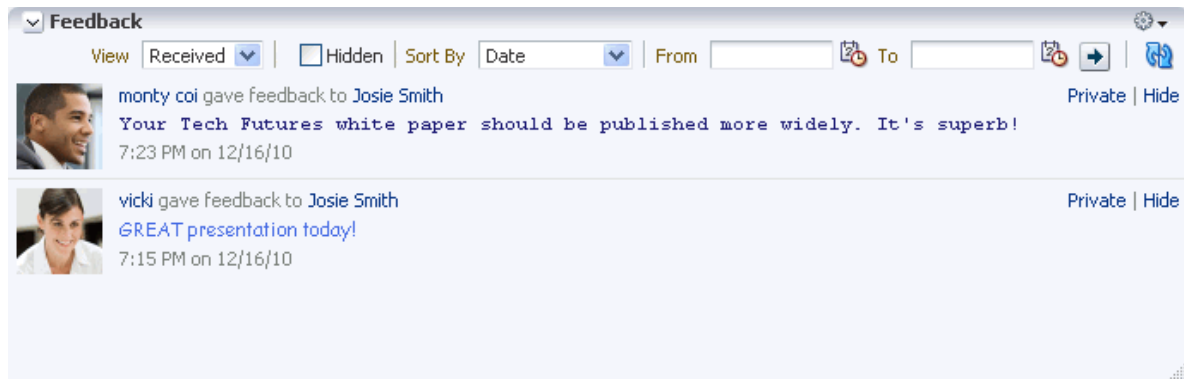 Feedback
View Received Hidden Sort By Date From To
monty coi gave feedback to Josie Smith Private | Hide
Your Tech Futures white paper should be published more widely. It's superb!
7:23 PM on 12/16/10
vicki gave feedback to Josie Smith Private | Hide
GREAT presentation today!
7:15 PM on 12/16/10